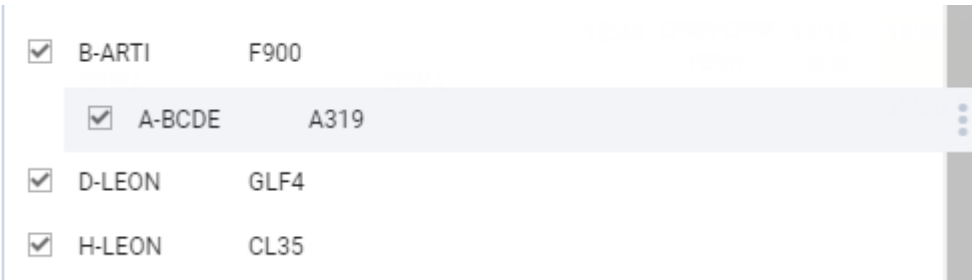 B-ARTI F900
A-BCDE A319
D-LEON GLF4
H-LEON CL35